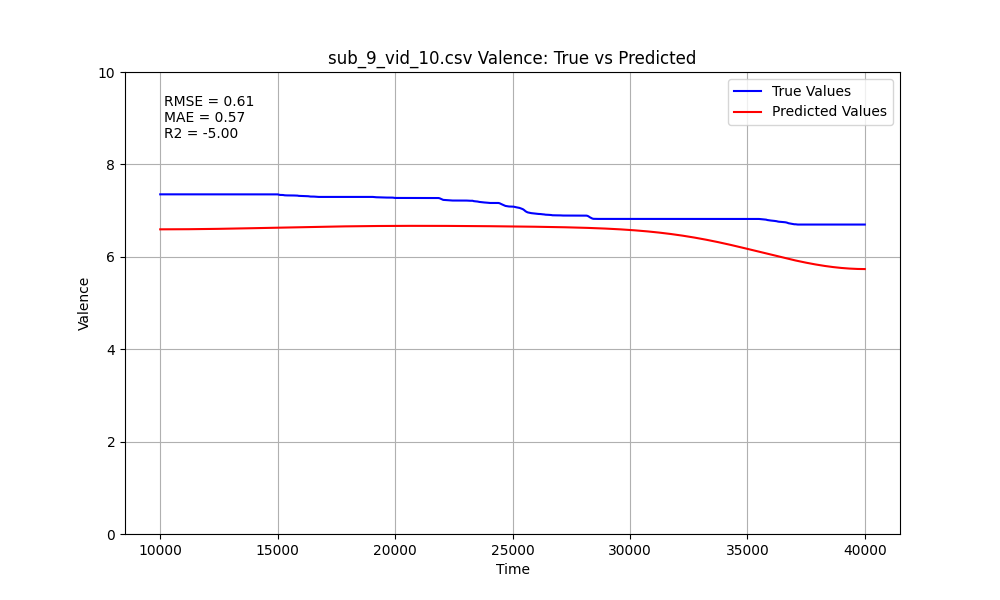 sub_9_vid_10.csv Valence: True vs Predicted
RMSE = 0.61
MAE = 0.57
R2 = -5.00
True Values
Predicted Values
10
8
6
4
2
0
Valence
10000 15000 20000 25000 30000 35000 40000
Time